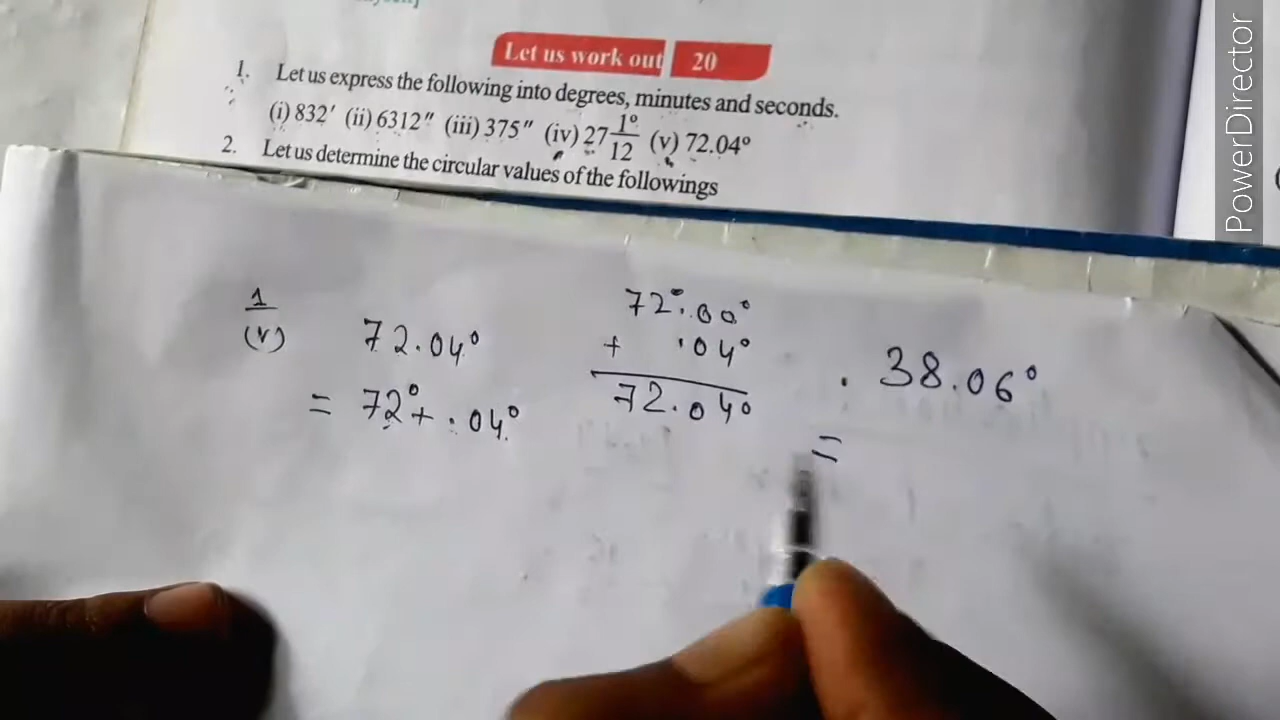 Let us work out 20
1. Let us express the following into degrees, minutes and seconds.
(i) 832′ (ii) 6312″ (iii) 375″ (iv) 27 1°/12 (v) 72.04°
2. Let us determine the circular values of the followings
1
(v)
72.04°
= 72° + .04°
72°.00°
+ .04°
72.04°
. 38.06°
=
PowerDirector